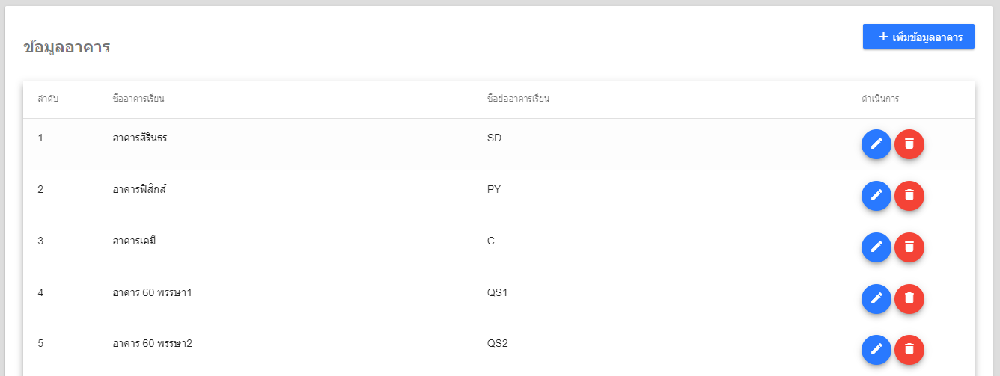 ข้อมูลอาคาร
+ เพิ่มข้อมูลอาคาร
ลำดับ ชื่ออาคารเรียน ชื่อย่ออาคารเรียน ดำเนินการ
1 อาคารสิรินธร SD
2 อาคารฟิสิกส์ PY
3 อาคารเคมี C
4 อาคาร 60 พรรษา1 QS1
5 อาคาร 60 พรรษา2 QS2